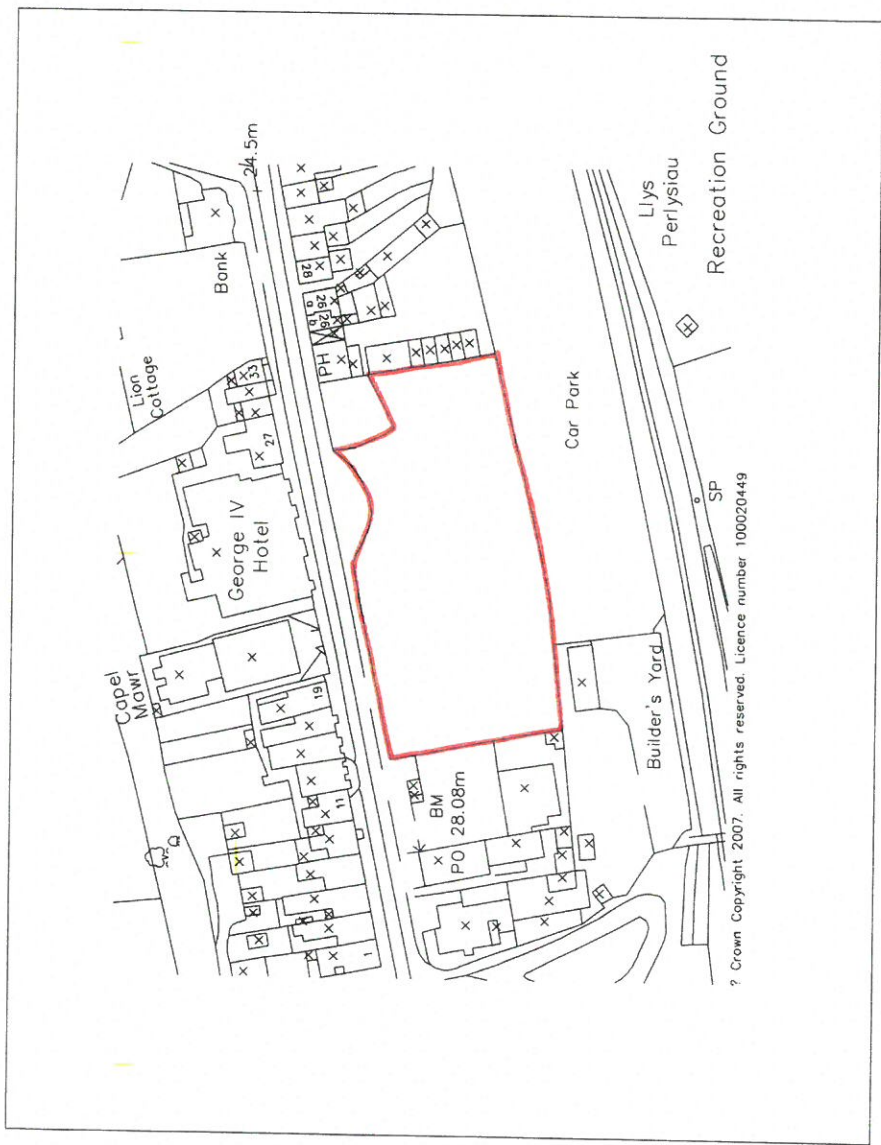 24.5m
Bank
Lion
Cottage
33
27
George IV
Hotel
Capel
Mawr
19
11
1
28
26
a
26
b
PH
Llys
Perlysiau
Recreation Ground
Car Park
SP
Builder's Yard
BM
28.08m
PO
? Crown Copyright 2007. All rights reserved. Licence number 100020449